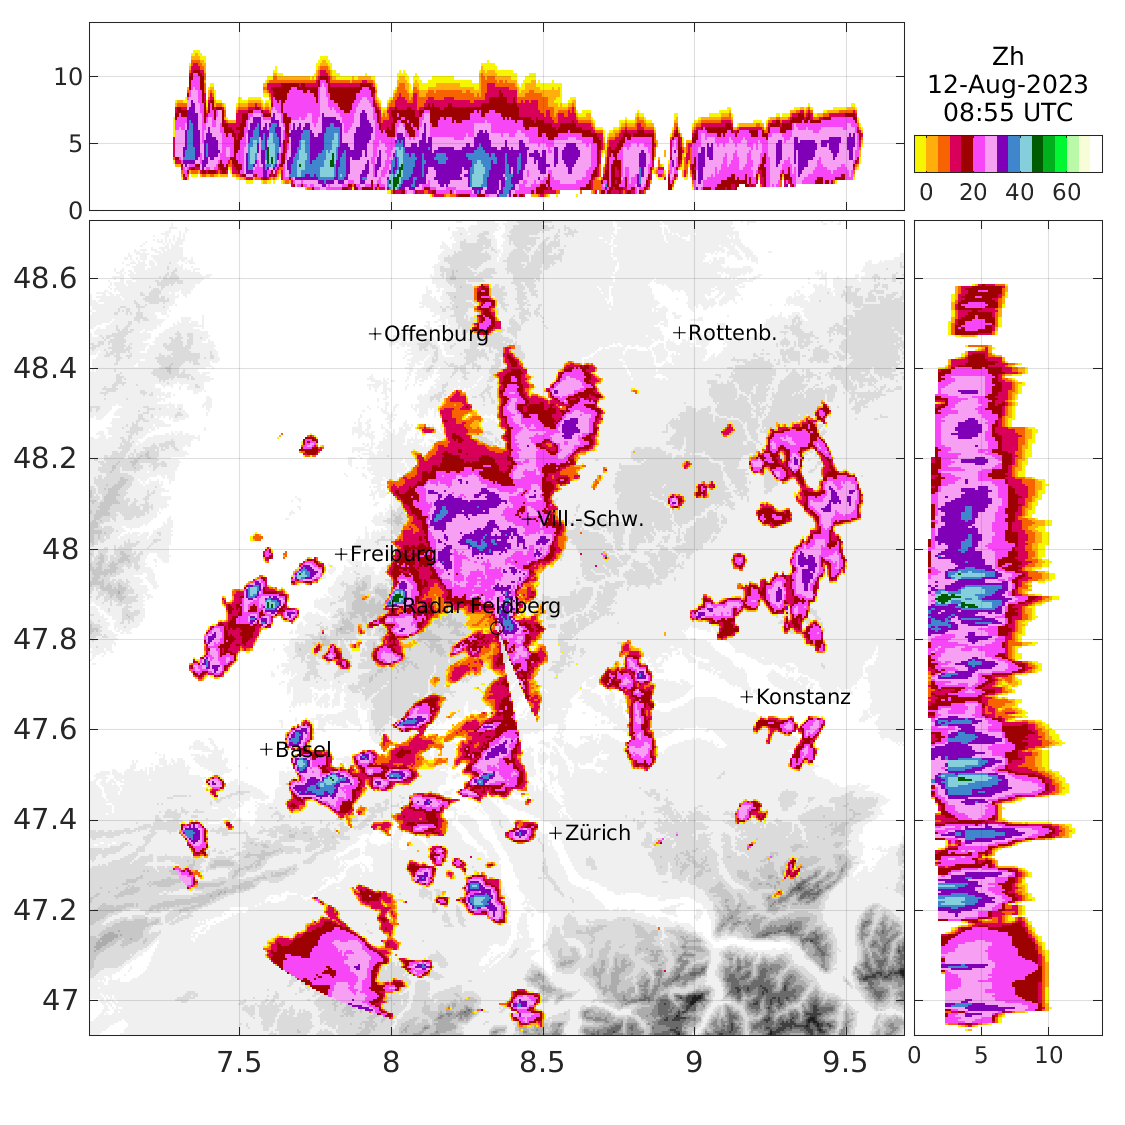 10
5
0
Zh
12-Aug-2023
08:55 UTC
0 20 40 60
48.6
48.4
48.2
48
47.8
47.6
47.4
47.2
47
+Offenburg
+Rottenb.
+Vill.-Schw.
+Freiburg
+Radar Feldberg
+Konstanz
+Basel
+Zürich
7.5 8 8.5 9 9.5
0 5 10